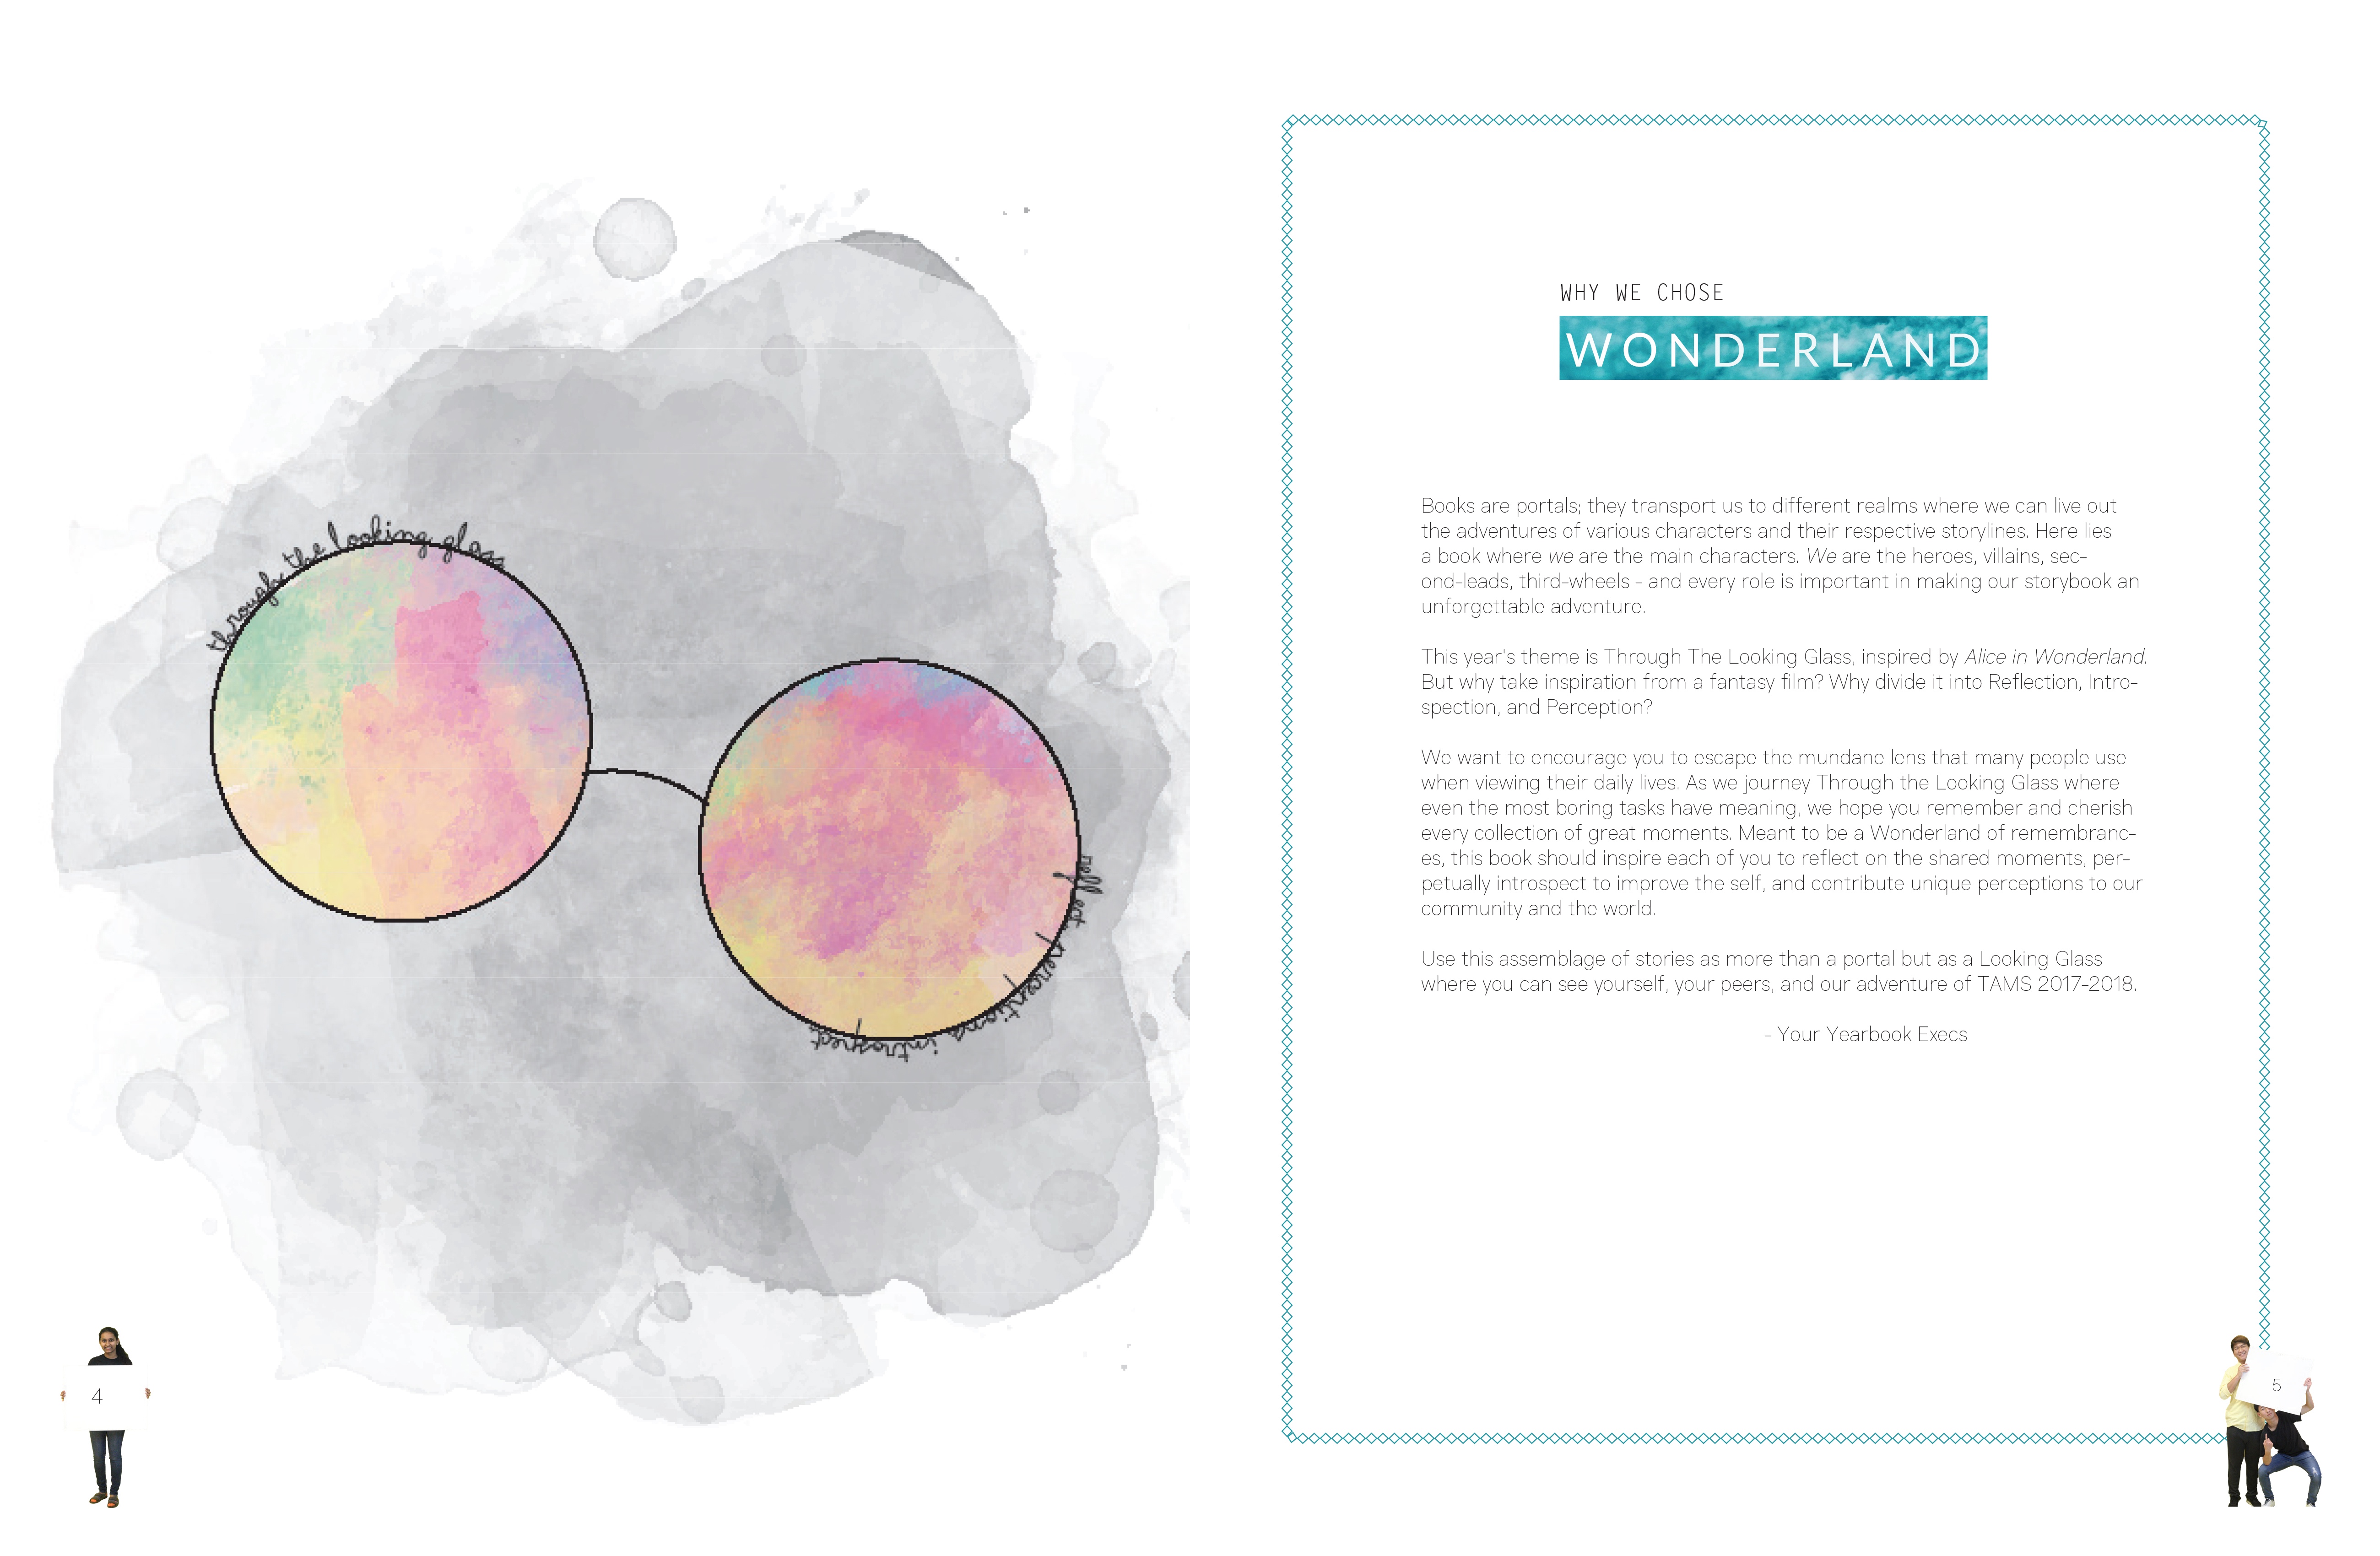 through the looking glass
reflect perceptions introspect
4
WHY WE CHOSE
WONDERLAND
Books are portals; they transport us to different realms where we can live out
the adventures of various characters and their respective storylines. Here lies
a book where we are the main characters. We are the heroes, villains, sec-
ond-leads, third-wheels - and every role is important in making our storybook an
unforgettable adventure.
This year's theme is Through The Looking Glass, inspired by Alice in Wonderland.
But why take inspiration from a fantasy film? Why divide it into Reflection, Intro-
spection, and Perception?
We want to encourage you to escape the mundane lens that many people use
when viewing their daily lives. As we journey Through the Looking Glass where
even the most boring tasks have meaning, we hope you remember and cherish
every collection of great moments. Meant to be a Wonderland of remembranc-
es, this book should inspire each of you to reflect on the shared moments, per-
petually introspect to improve the self, and contribute unique perceptions to our
community and the world.
Use this assemblage of stories as more than a portal but as a Looking Glass
where you can see yourself, your peers, and our adventure of TAMS 2017-2018.
- Your Yearbook Execs
5